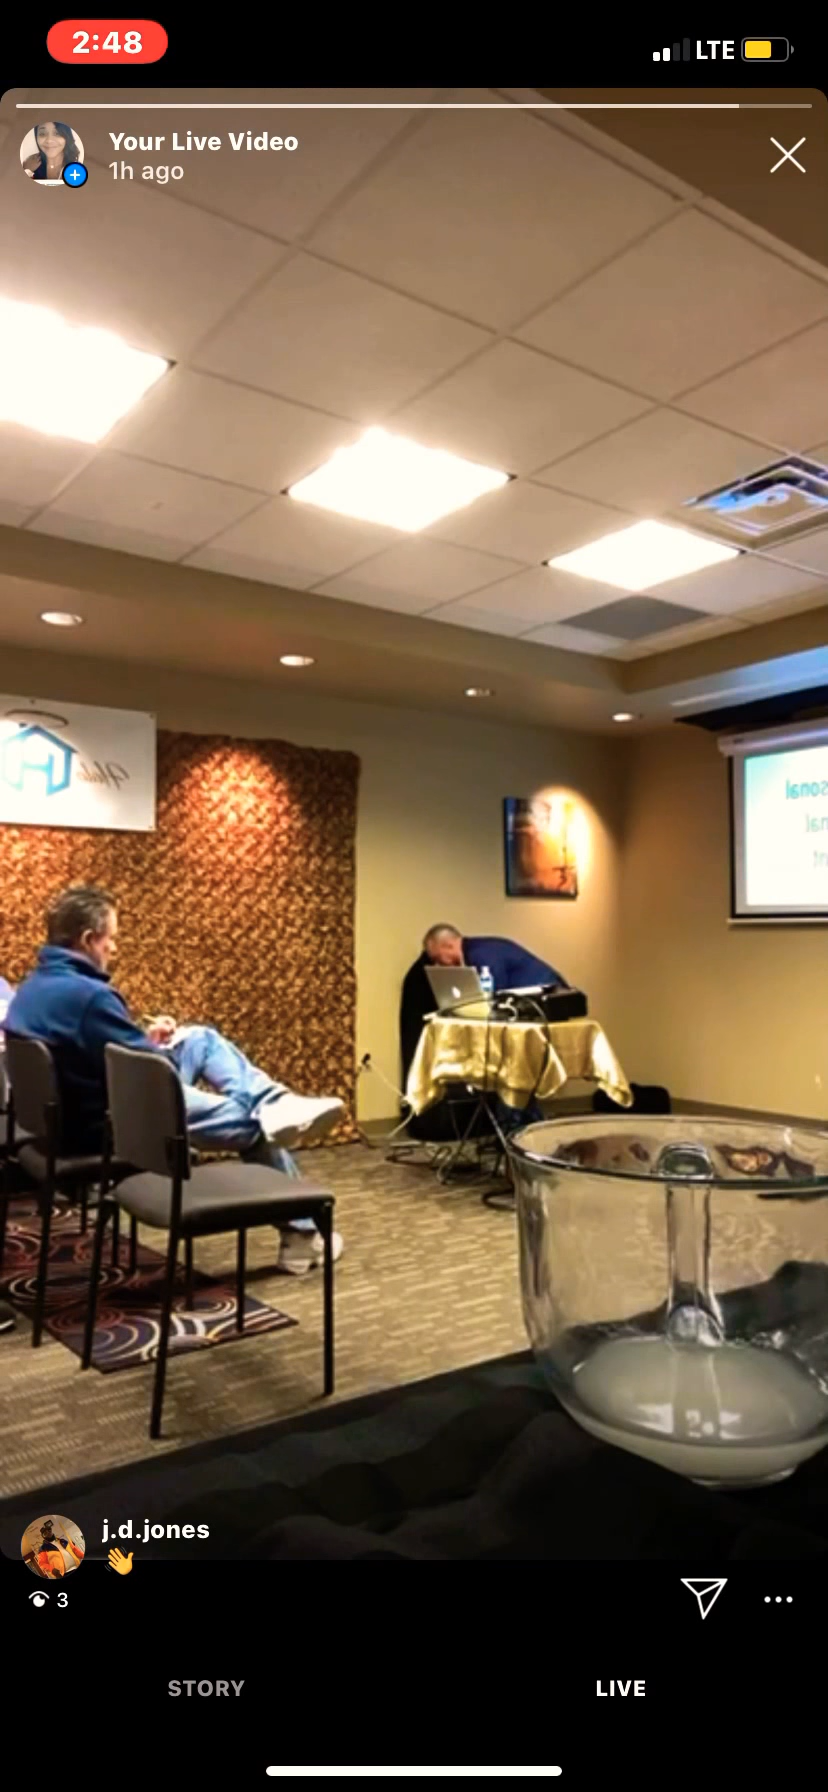 2:48
LTE
Your Live Video
1h ago
H
j.d.jones
👋
3
STORY
LIVE